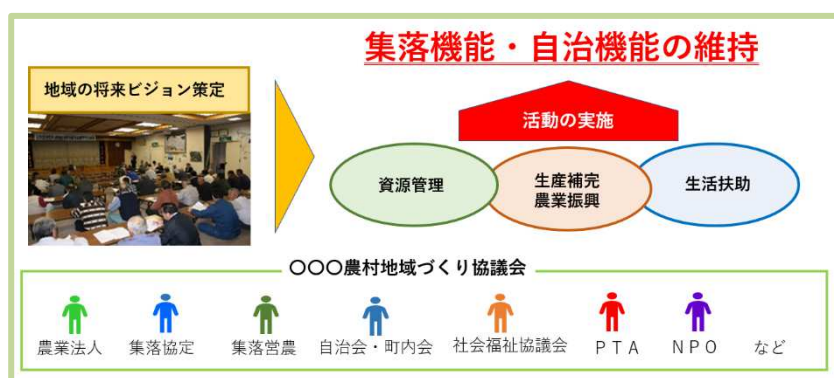 集落機能・自治機能の維持
地域の将来ビジョン策定
活動の実施
資源管理
生産補完
農業振興
生活扶助
〇〇〇農村地域づくり協議会
農業法人
集落協定
集落営農
自治会・町内会
社会福祉協議会
ＰＴＡ
ＮＰＯ
など